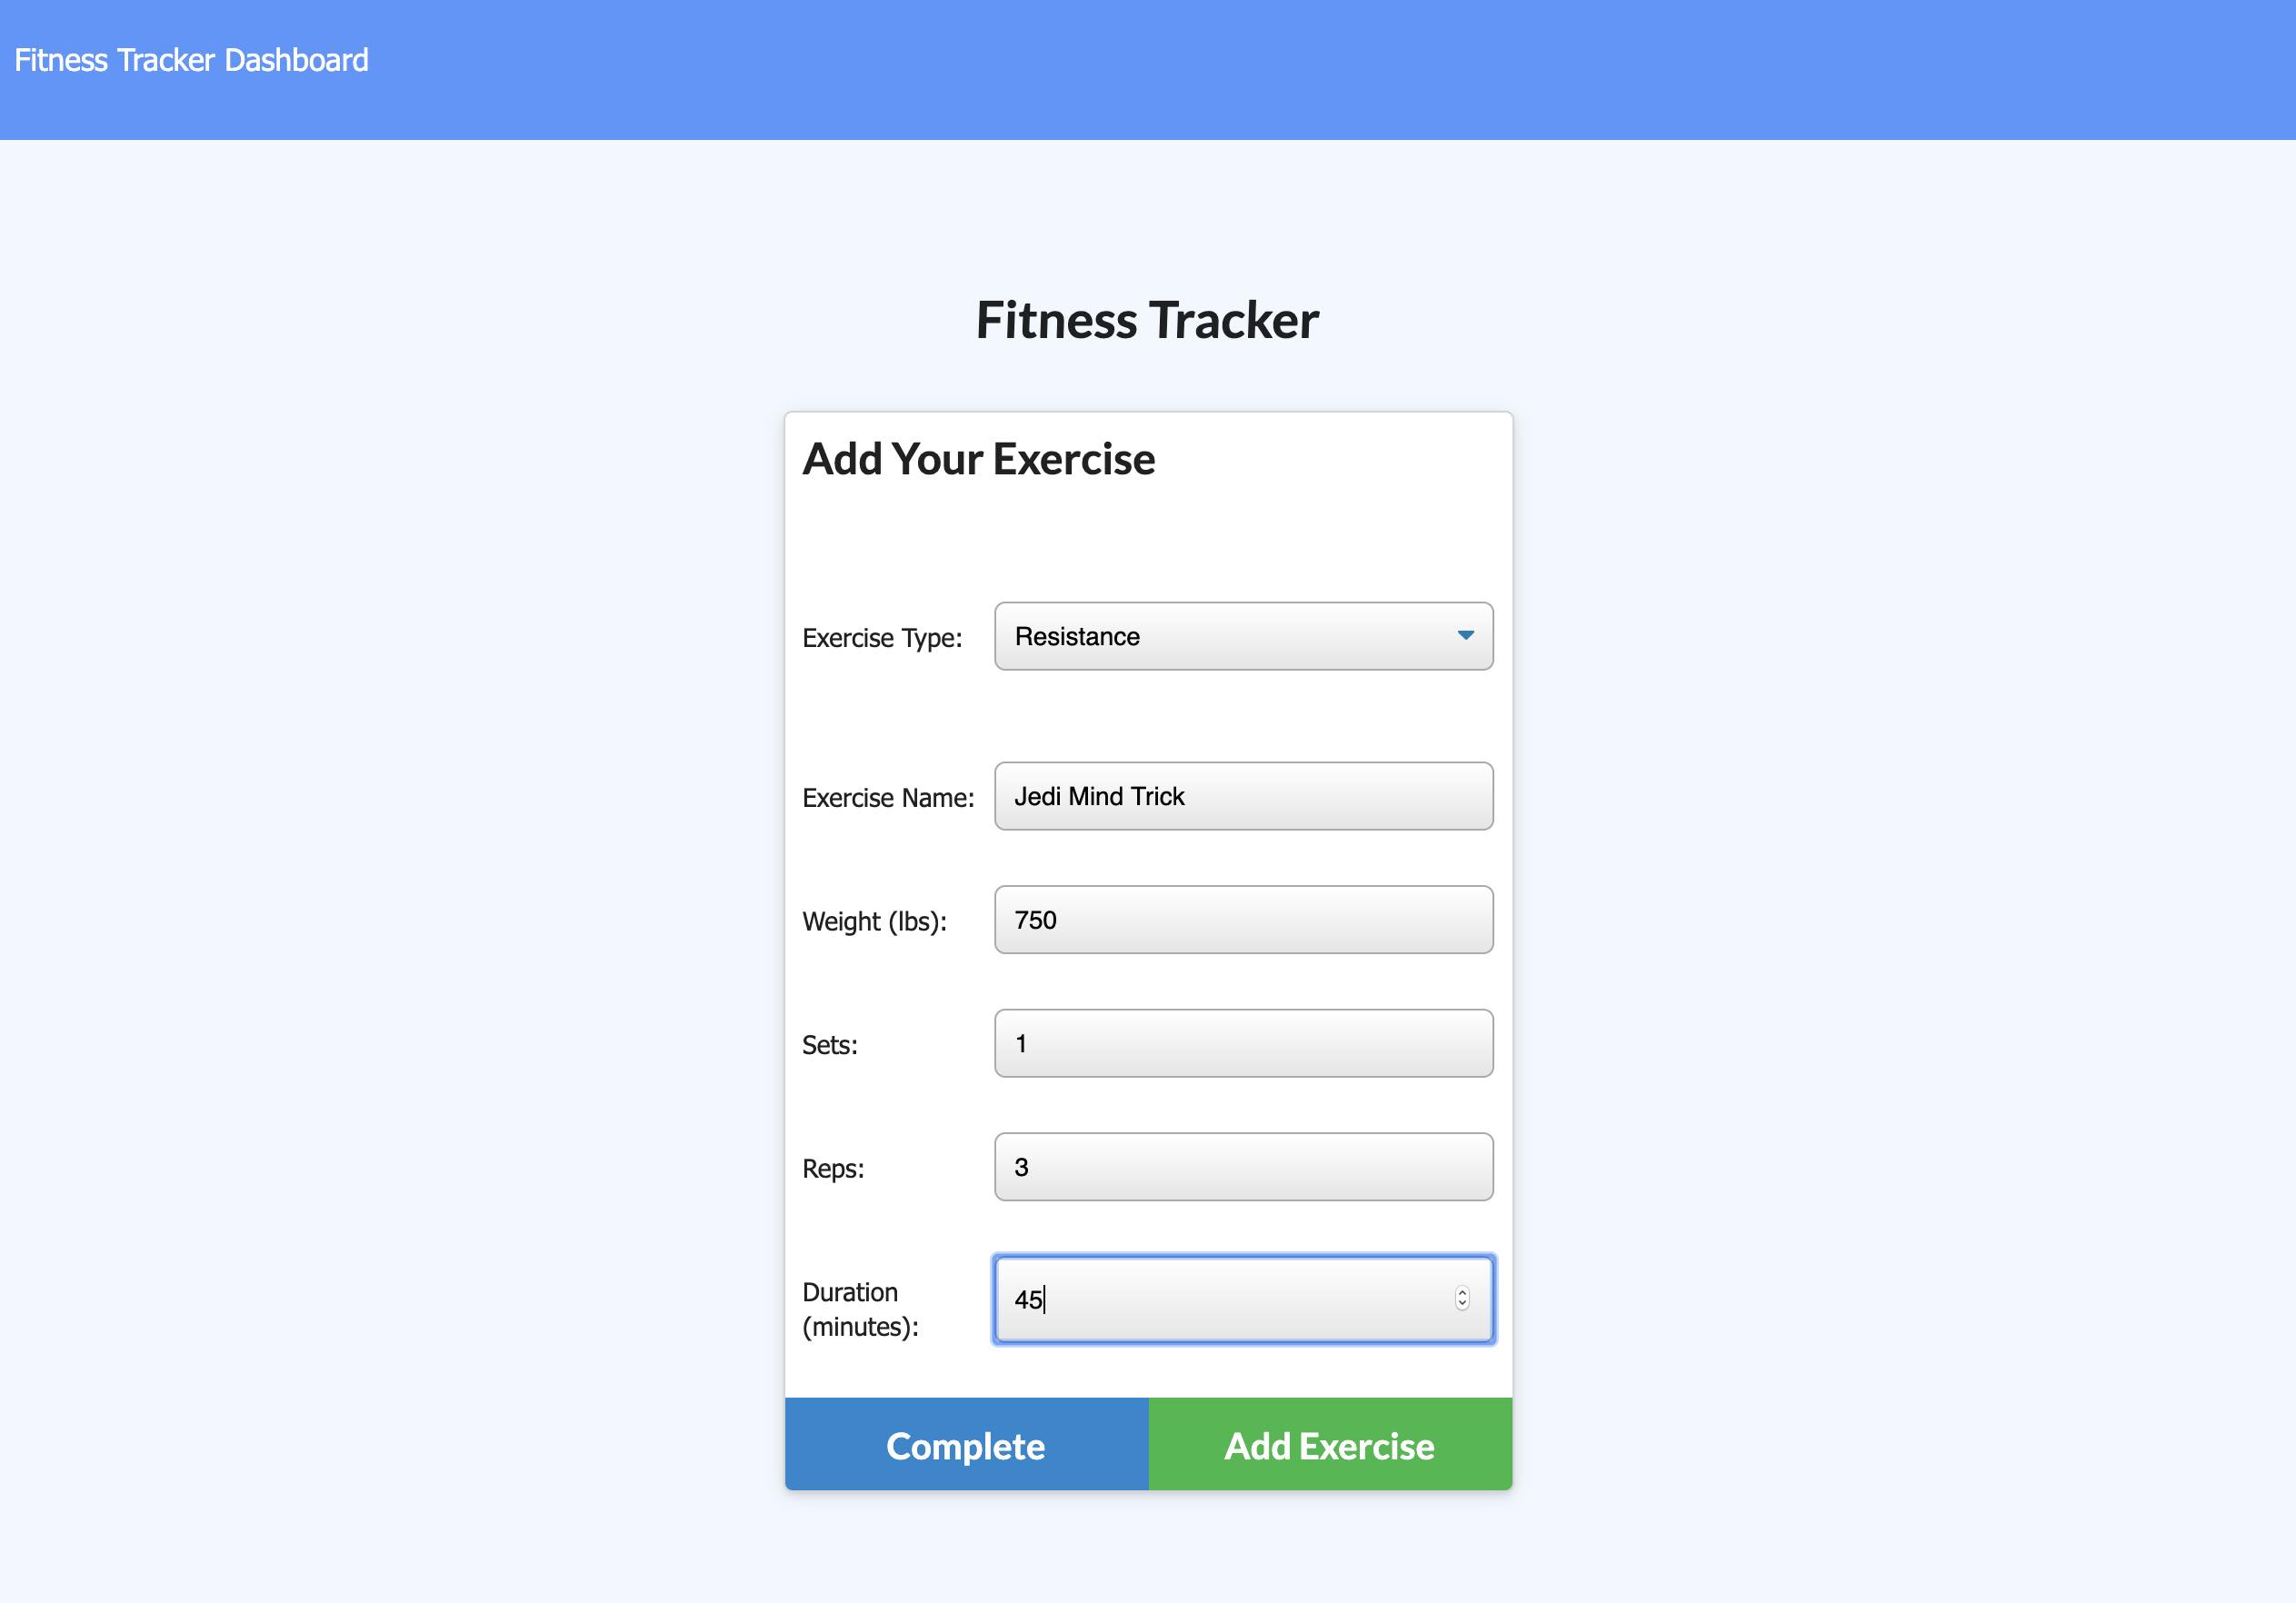 Fitness Tracker Dashboard
Fitness Tracker
Add Your Exercise
Exercise Type: Resistance
Exercise Name: Jedi Mind Trick
Weight (lbs): 750
Sets: 1
Reps: 3
Duration
(minutes): 45
Complete Add Exercise